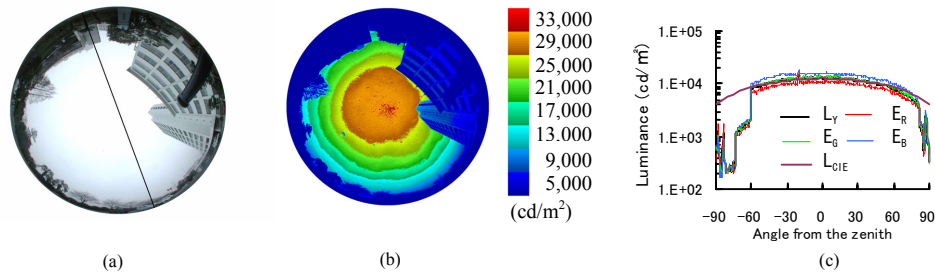 33,000
29,000
25,000
21,000
17,000
13,000
9,000
5,000
(cd/m²)
Luminance (cd/㎡)
1.E+05
1.E+04
1.E+03
1.E+02
L_Y E_R
E_G E_B
L_CIE
-90 -60 -30 0 30 60 90
Angle from the zenith
(a) (b) (c)